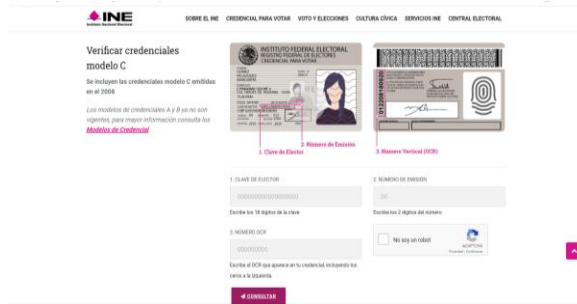 INE
Instituto Nacional Electoral
SOBRE EL INE CREDENCIAL PARA VOTAR VOTO Y ELECCIONES CULTURA CÍVICA SERVICIOS INE CENTRAL ELECTORAL
Verificar credenciales
modelo C
Se incluyen las credenciales modelo C emitidas
en el 2008
Los modelos de credenciales A y B ya no son
vigentes, para mayor información consulta los
Modelos de Credencial
INSTITUTO FEDERAL ELECTORAL
REGISTRO FEDERAL DE ELECTORES
CREDENCIAL PARA VOTAR
2. Número de Emisión
1. Clave de Elector
3. Número Vertical (OCR)
1. CLAVE DE ELECTOR
000000000000000000
Escribe los 18 dígitos de la clave
2. NÚMERO DE EMISIÓN
00
Escribe los 2 dígitos del número
3. NÚMERO OCR
Escribe el OCR que aparece en tu credencial, incluyendo los
ceros a la izquierda
No soy un robot
reCAPTCHA
CONSULTAR